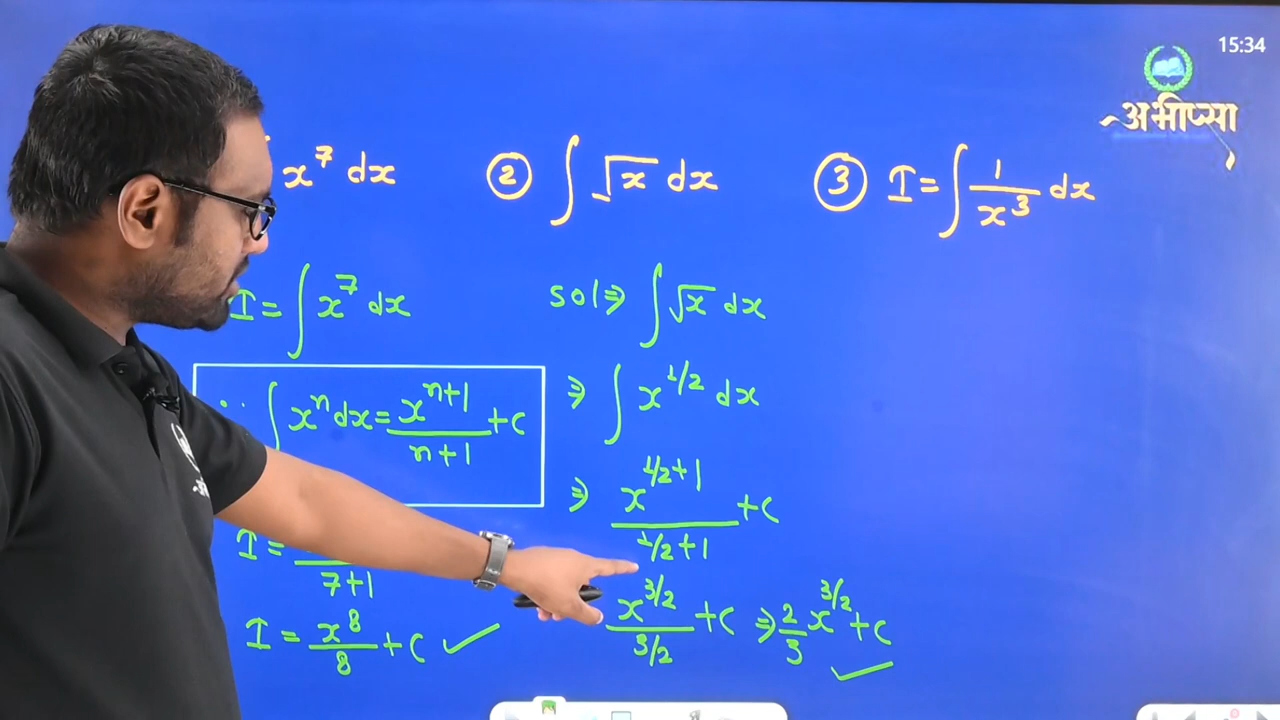 15:34
अभीप्सा
x⁷ dx
② ∫ √x dx
③ I = ∫ 1/x³ dx
I = ∫ x⁷ dx
∫ xⁿ dx = xⁿ⁺¹/n+1 + c
I =
7+1
I = x⁸/8 + c ✓
sol ⇒ ∫ √x dx
⇒ ∫ x^1/2 dx
⇒ x^1/2+1 / 1/2+1 + c
x^3/2 / 3/2 + c ⇒ 2/3 x^3/2 + c ✓